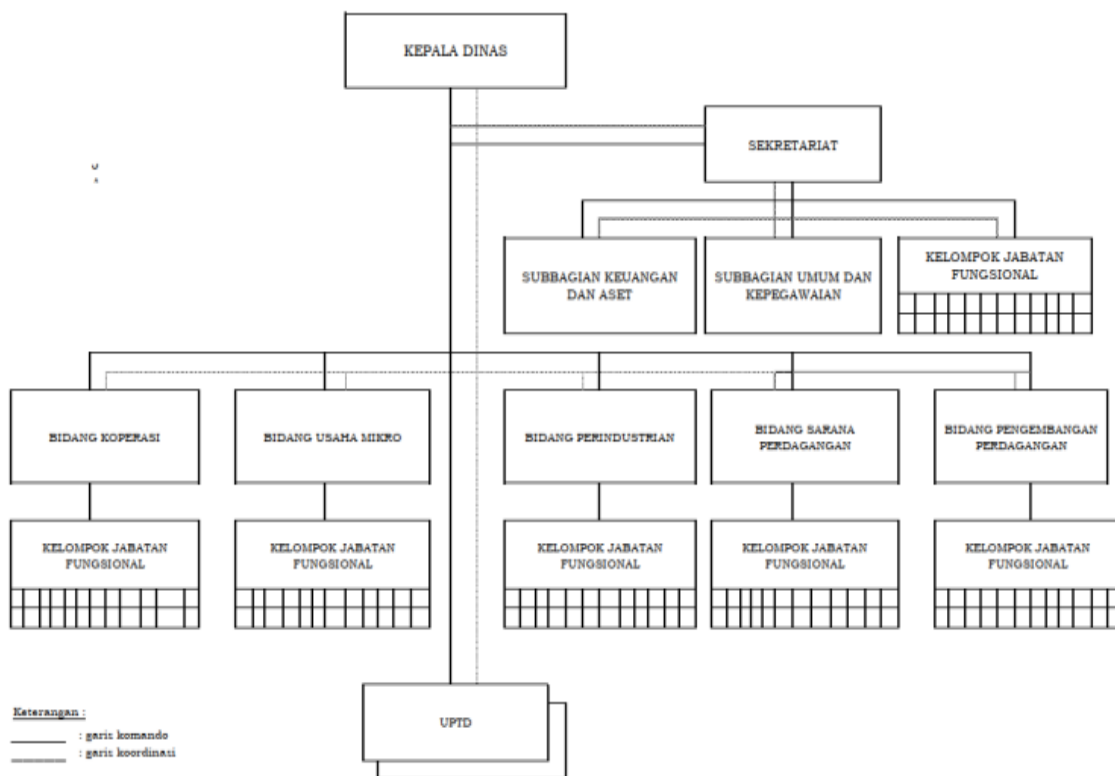 KEPALA DINAS
SEKRETARIAT
SUBBAGIAN KEUANGAN
DAN ASET
SUBBAGIAN UMUM DAN
KEPEGAWAIAN
KELOMPOK JABATAN
FUNGSIONAL
BIDANG KOPERASI
BIDANG USAHA MIKRO
BIDANG PERINDUSTRIAN
BIDANG SARANA
PERDAGANGAN
BIDANG PENGEMBANGAN
PERDAGANGAN
KELOMPOK JABATAN
FUNGSIONAL
KELOMPOK JABATAN
FUNGSIONAL
KELOMPOK JABATAN
FUNGSIONAL
KELOMPOK JABATAN
FUNGSIONAL
KELOMPOK JABATAN
FUNGSIONAL
UPTD
Keterangan :
: garis komando
: garis koordinasi